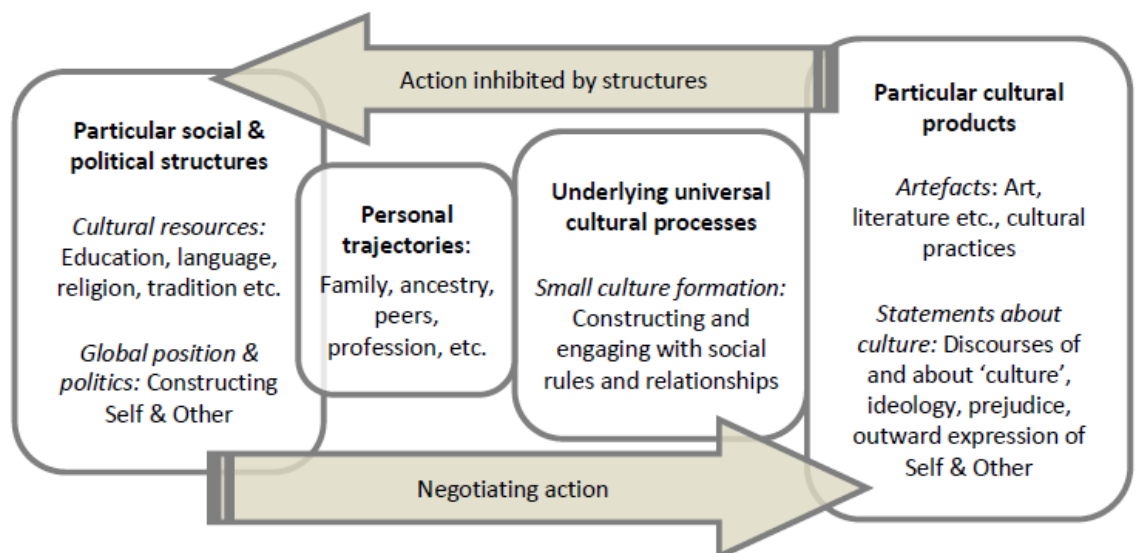 Action inhibited by structures
Particular social &
political structures
Cultural resources:
Education, language,
religion, tradition etc.
Global position &
politics: Constructing
Self & Other
Personal
trajectories:
Family, ancestry,
peers,
profession, etc.
Underlying universal
cultural processes
Small culture formation:
Constructing and
engaging with social
rules and relationships
Particular cultural
products
Artefacts: Art,
literature etc., cultural
practices
Statements about
culture: Discourses of
and about ‘culture’,
ideology, prejudice,
outward expression of
Self & Other
Negotiating action